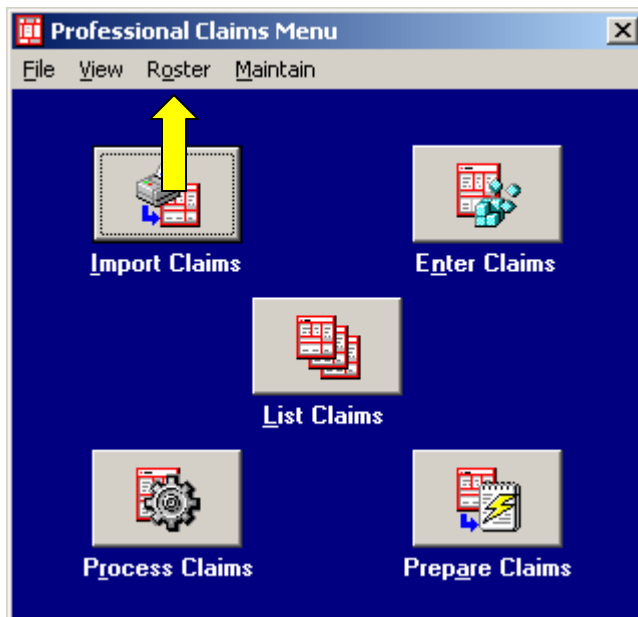 Professional Claims Menu
File View Roster Maintain
Import Claims Enter Claims
List Claims
Process Claims Prepare Claims